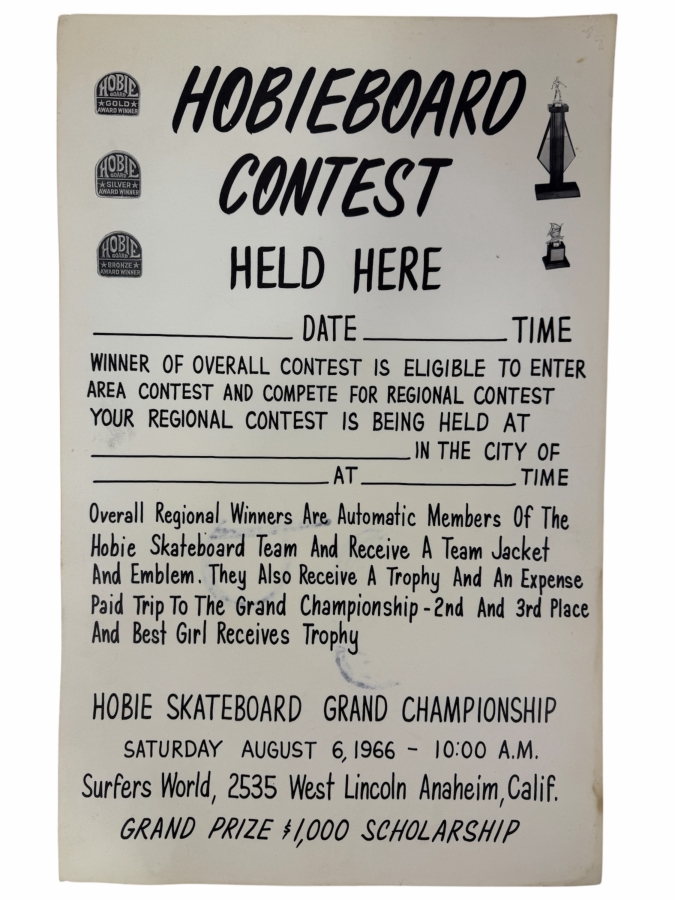 HOBIE
BOARD
★GOLD★
AWARD WINNER
HOBIEBOARD
CONTEST
HOBIE
BOARD
★SILVER★
AWARD WINNER
HELD HERE
HOBIE
BOARD
★BRONZE★
AWARD WINNER
DATE TIME
WINNER OF OVERALL CONTEST IS ELIGIBLE TO ENTER
AREA CONTEST AND COMPETE FOR REGIONAL CONTEST
YOUR REGIONAL CONTEST IS BEING HELD AT
IN THE CITY OF
AT TIME
Overall Regional Winners Are Automatic Members Of The
Hobie Skateboard Team And Receive A Team Jacket
And Emblem. They Also Receive A Trophy And An Expense
Paid Trip To The Grand Championship - 2nd And 3rd Place
And Best Girl Receives Trophy
HOBIE SKATEBOARD GRAND CHAMPIONSHIP
SATURDAY AUGUST 6, 1966 - 10:00 A.M.
Surfers World, 2535 West Lincoln Anaheim, Calif.
GRAND PRIZE $1,000 SCHOLARSHIP